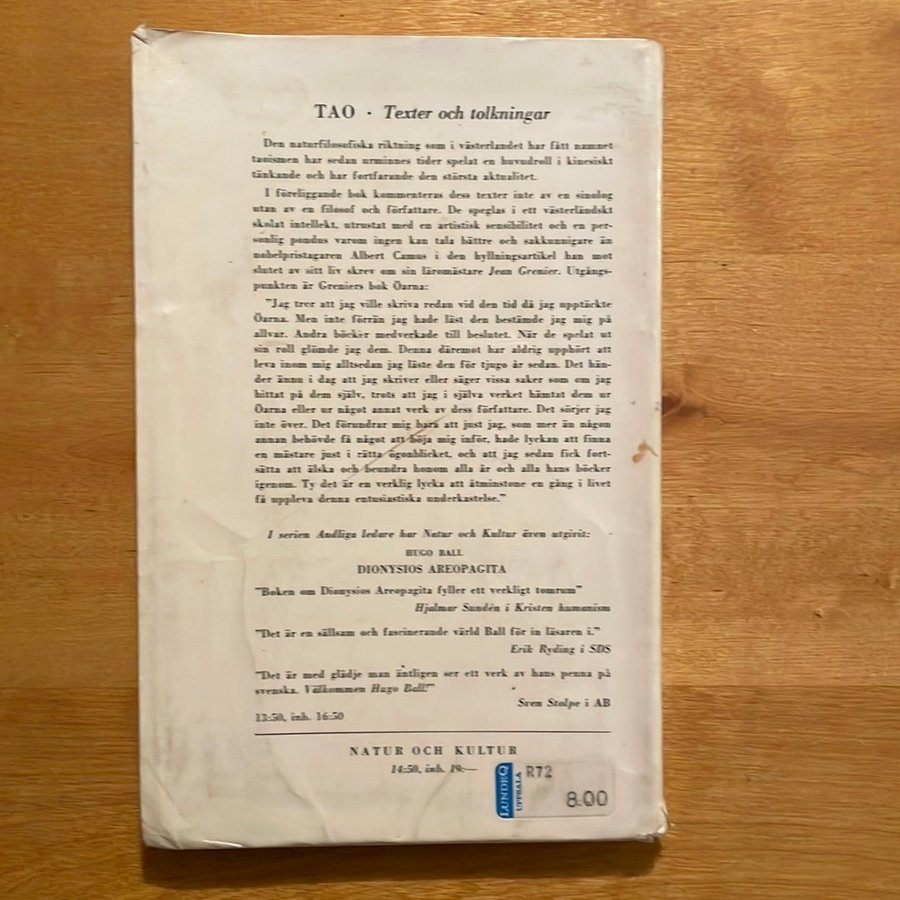 TAO · Texter och tolkningar
Den naturfilosofiska riktning som i västerlandet har fått namnet
taoismen har sedan urminnes tider spelat en huvudroll i kinesiskt
tänkande och har fortfarande den största aktualitet.
I föreliggande bok kommenteras dess texter inte av en sinolog
utan av en filosof och författare. De speglas i ett västerländskt
skolat intellekt, utrustat med en artistisk sensibilitet och en per-
sonlig pondus varom ingen kan tala bättre och sakkunnigare än
nobelpristagaren Albert Camus i den hyllningsartikel han mot
slutet av sitt liv skrev om sin läromästare Jean Grenier. Utgångs-
punkten är Greniers bok Öarna:
"Jag tror att jag ville skriva redan vid den tid då jag upptäckte
Öarna. Men inte förrän jag hade läst den bestämde jag mig på
allvar. Andra böcker medverkade till beslutet. När de spelat ut
sin roll glömde jag dem. Denna däremot har aldrig upphört att
leva inom mig alltsedan jag läste den för tjugo år sedan. Det hän-
der ännu i dag att jag skriver eller säger vissa saker som om jag
hittat på dem själv, trots att jag i själva verket hämtat dem ur
Öarna eller ur något annat verk av dess författare. Det sörjer jag
inte över. Det förundrar mig bara att just jag, som mer än någon
annan behövde få något att böja mig inför, hade lyckan att finna
en mästare just i rätta ögonblicket, och att jag sedan fick fort-
sätta att älska och beundra honom alla år och alla hans böcker
igenom. Ty det är en verklig lycka att åtminstone en gång i livet
få uppleva denna entusiastiska underkastelse."
I serien Andliga ledare har Natur och Kultur även utgivit:
HUGO BALL
DIONYSIOS AREOPAGITA
"Boken om Dionysios Areopagita fyller ett verkligt tomrum"
Hjalmar Sundén i Kristen humanism
"Det är en sällsam och fascinerande värld Ball för in läsaren i."
Erik Ryding i SDS
"Det är med glädje man äntligen ser ett verk av hans penna på
svenska. Välkommen Hugo Ball!"
Sven Stolpe i AB
13:50, inb. 16:50
NATUR OCH KULTUR
14:50, inb. 19:—
LUNDEQ
UPPSALA
R72
8.00